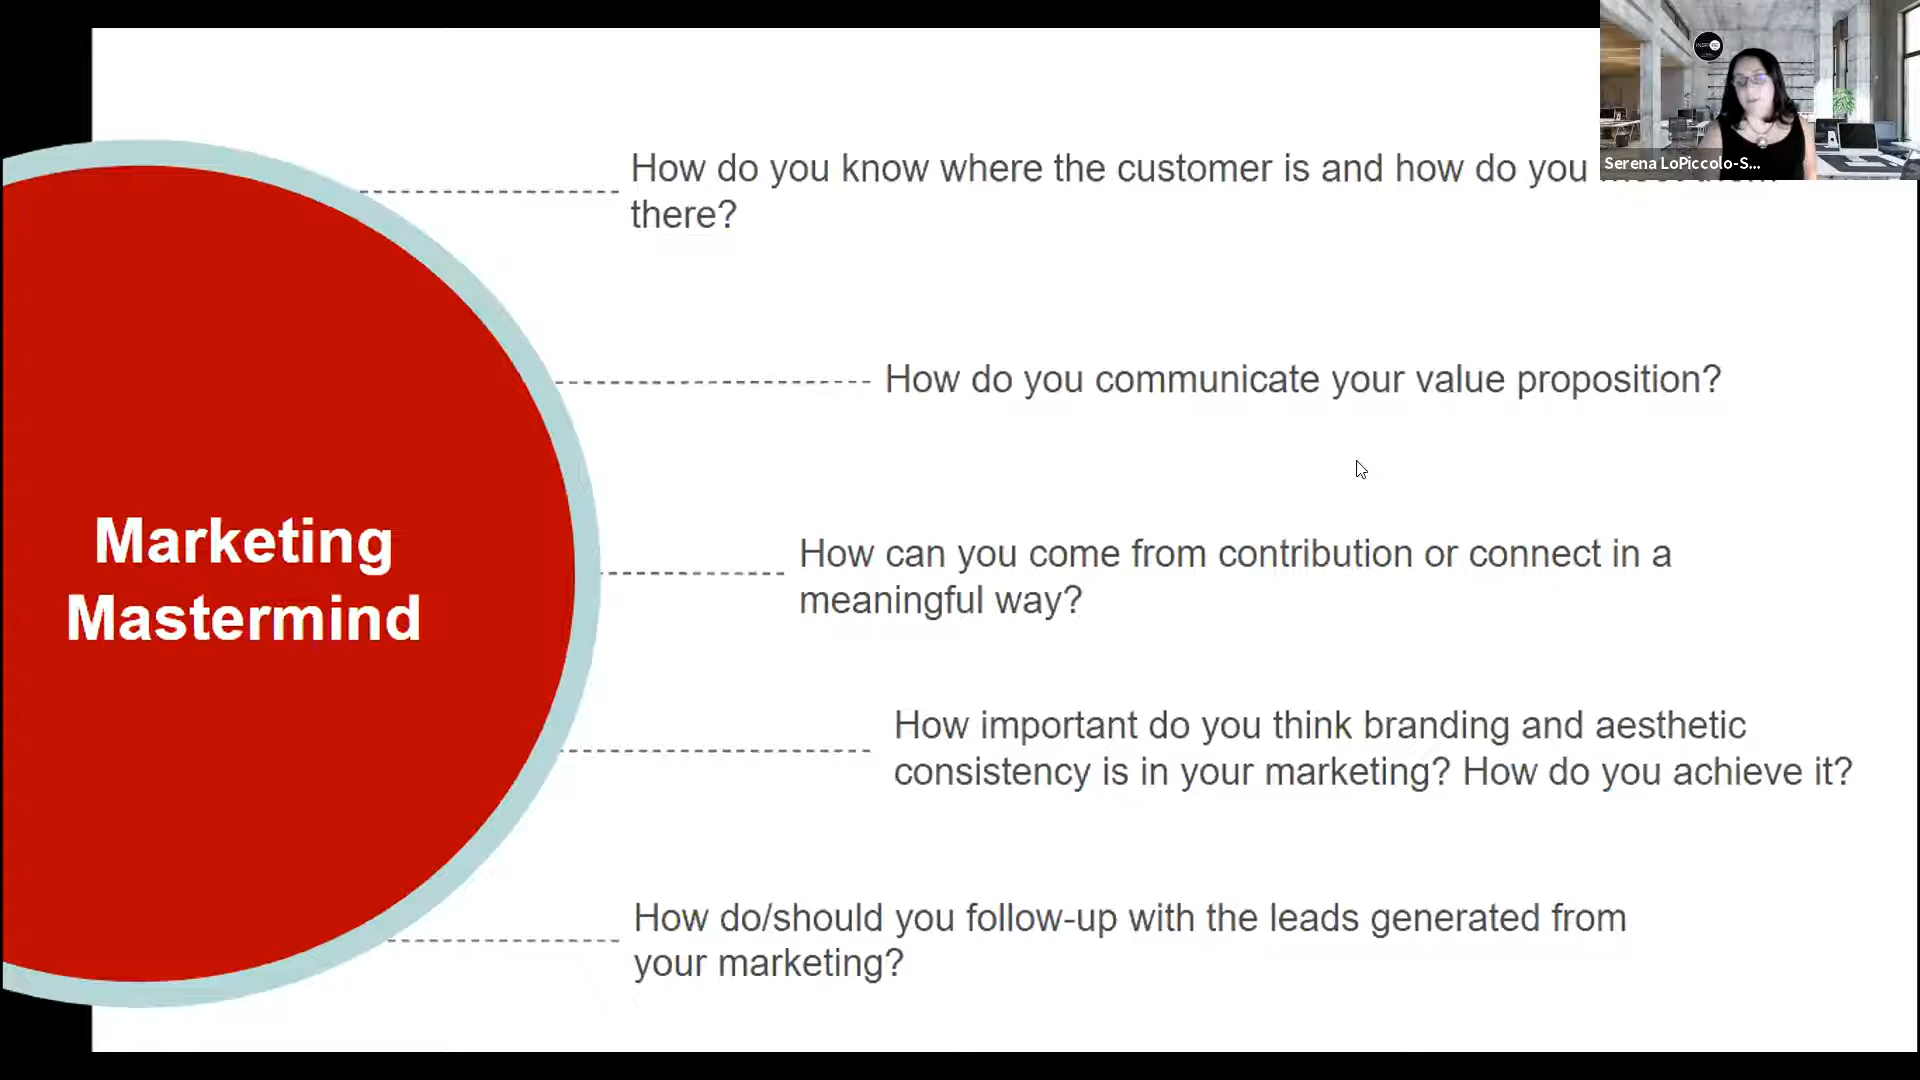 How do you know where the customer is and how do you
there?
How do you communicate your value proposition?
How can you come from contribution or connect in a
meaningful way?
Marketing
Mastermind
How important do you think branding and aesthetic
consistency is in your marketing? How do you achieve it?
How do/should you follow-up with the leads generated from
your marketing?
Serena LoPiccolo-S...